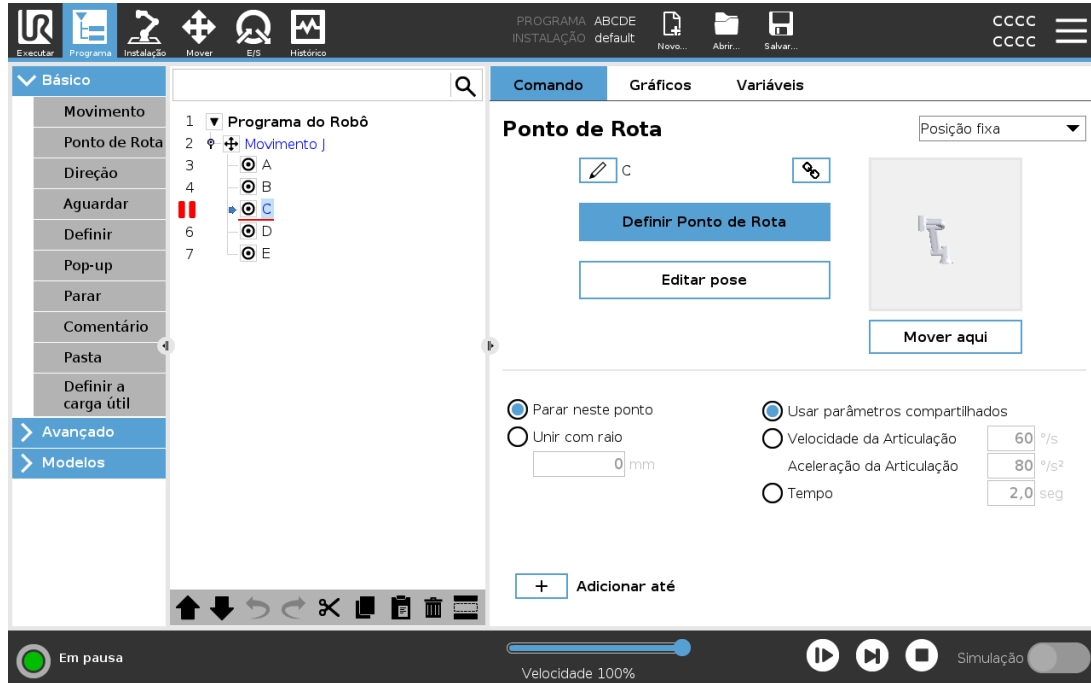 UR
Executar
Programa
Instalação
Mover
E/S
Histórico
PROGRAMA ABCDE
INSTALAÇÃO default
Novo...
Abrir...
Salvar...
cccc
cccc
Básico
Movimento
Ponto de Rota
Direção
Aguardar
Definir
Pop-up
Parar
Comentário
Pasta
Definir a
carga útil
Avançado
Modelos
1 Programa do Robô
2 Movimento J
3 A
4 B
C
6 D
7 E
Comando Gráficos Variáveis
Ponto de Rota
Posição fixa
C
Definir Ponto de Rota
Editar pose
Mover aqui
Parar neste ponto
Unir com raio
0 mm
Usar parâmetros compartilhados
Velocidade da Articulação 60 °/s
Aceleração da Articulação 80 °/s²
Tempo 2,0 seg
+ Adicionar até
Em pausa
Velocidade 100%
Simulação